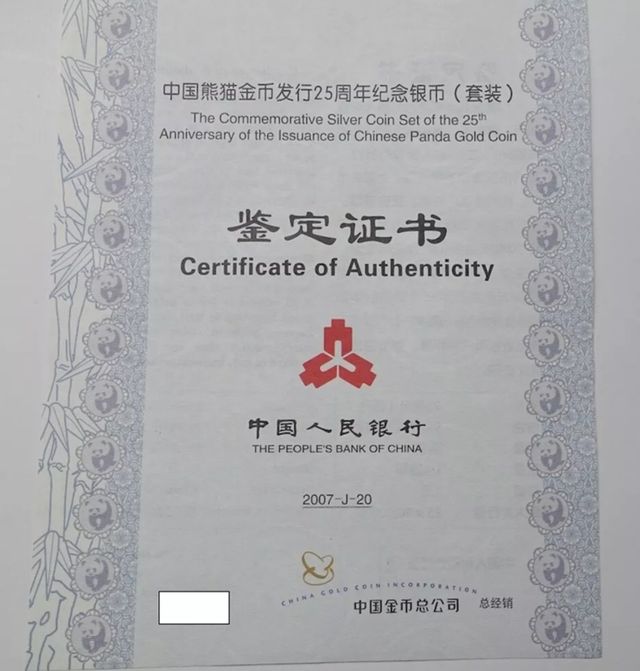 中国熊猫金币发行25周年纪念银币（套装）
The Commemorative Silver Coin Set of the 25th
Anniversary of the Issuance of Chinese Panda Gold Coin
鉴定证书
Certificate of Authenticity
中国人民银行
THE PEOPLE'S BANK OF CHINA
2007-J-20
CHINA GOLD COIN INCORPORATION
中国金币总公司 总经销